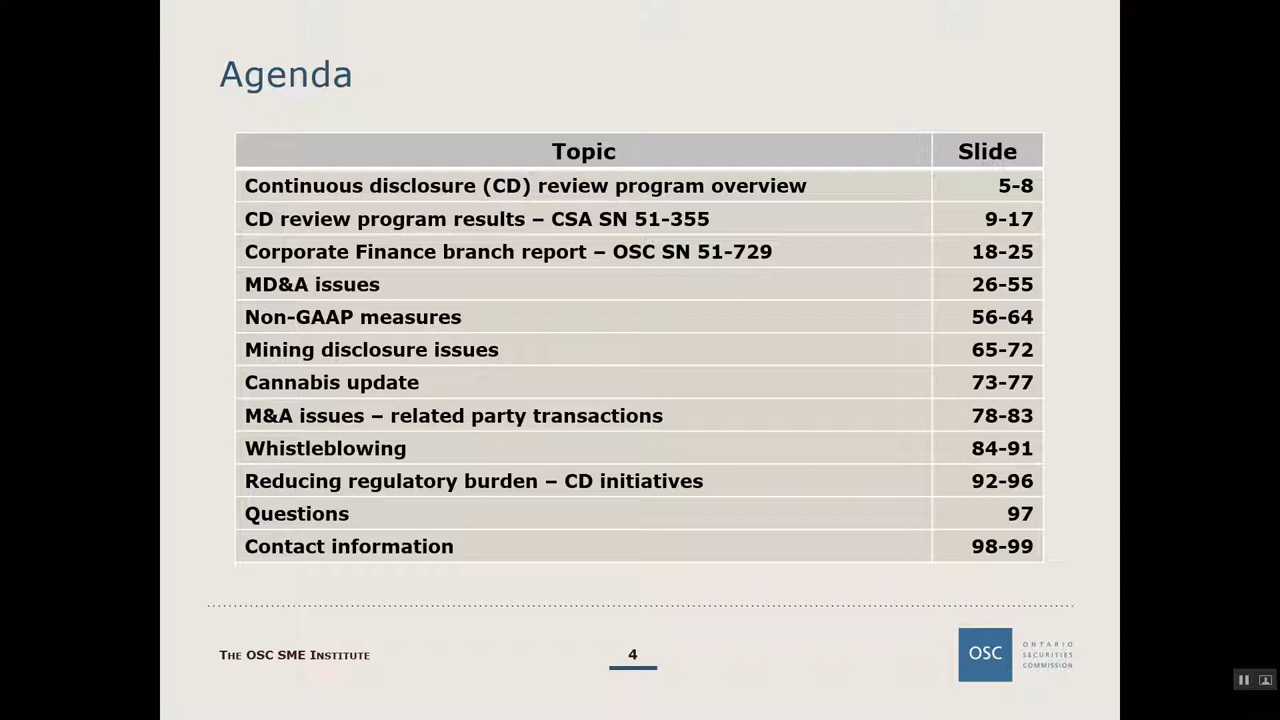 Agenda
Topic Slide
Continuous disclosure (CD) review program overview 5-8
CD review program results – CSA SN 51-355 9-17
Corporate Finance branch report – OSC SN 51-729 18-25
MD&A issues 26-55
Non-GAAP measures 56-64
Mining disclosure issues 65-72
Cannabis update 73-77
M&A issues – related party transactions 78-83
Whistleblowing 84-91
Reducing regulatory burden – CD initiatives 92-96
Questions 97
Contact information 98-99
THE OSC SME INSTITUTE
4
OSC
ONTARIO
SECURITIES
COMMISSION